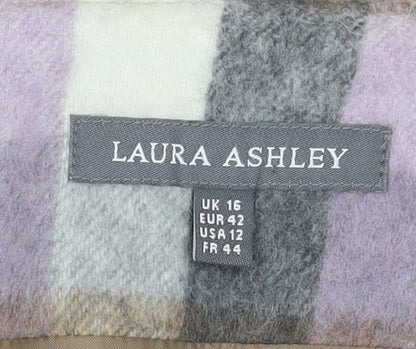 LAURA ASHLEY
UK 16
EUR 42
USA 12
FR 44